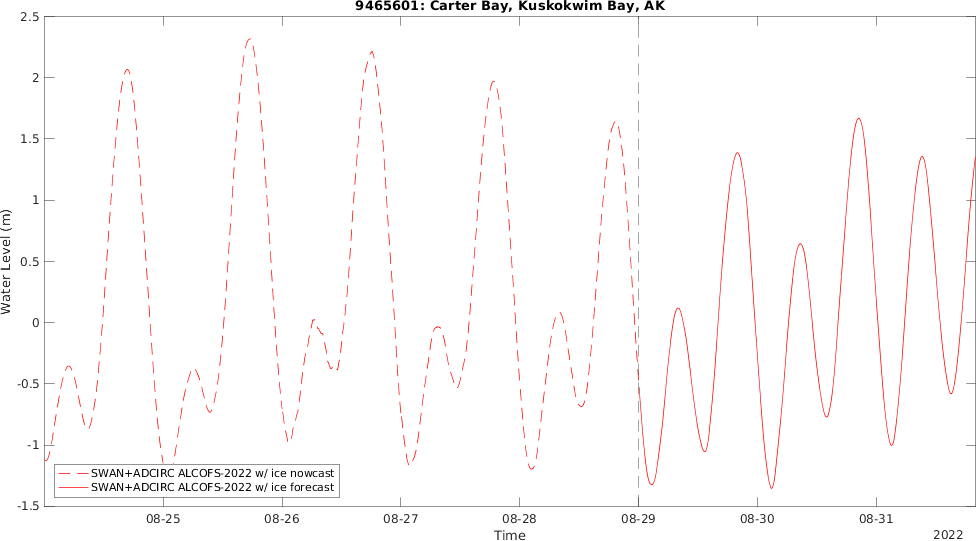 9465601: Carter Bay, Kuskokwim Bay, AK
2.5
2
1.5
1
0.5
0
-0.5
-1
-1.5
Water Level (m)
SWAN+ADCIRC ALCOFS-2022 w/ ice nowcast
SWAN+ADCIRC ALCOFS-2022 w/ ice forecast
08-25 08-26 08-27 08-28 08-29 08-30 08-31
Time
2022